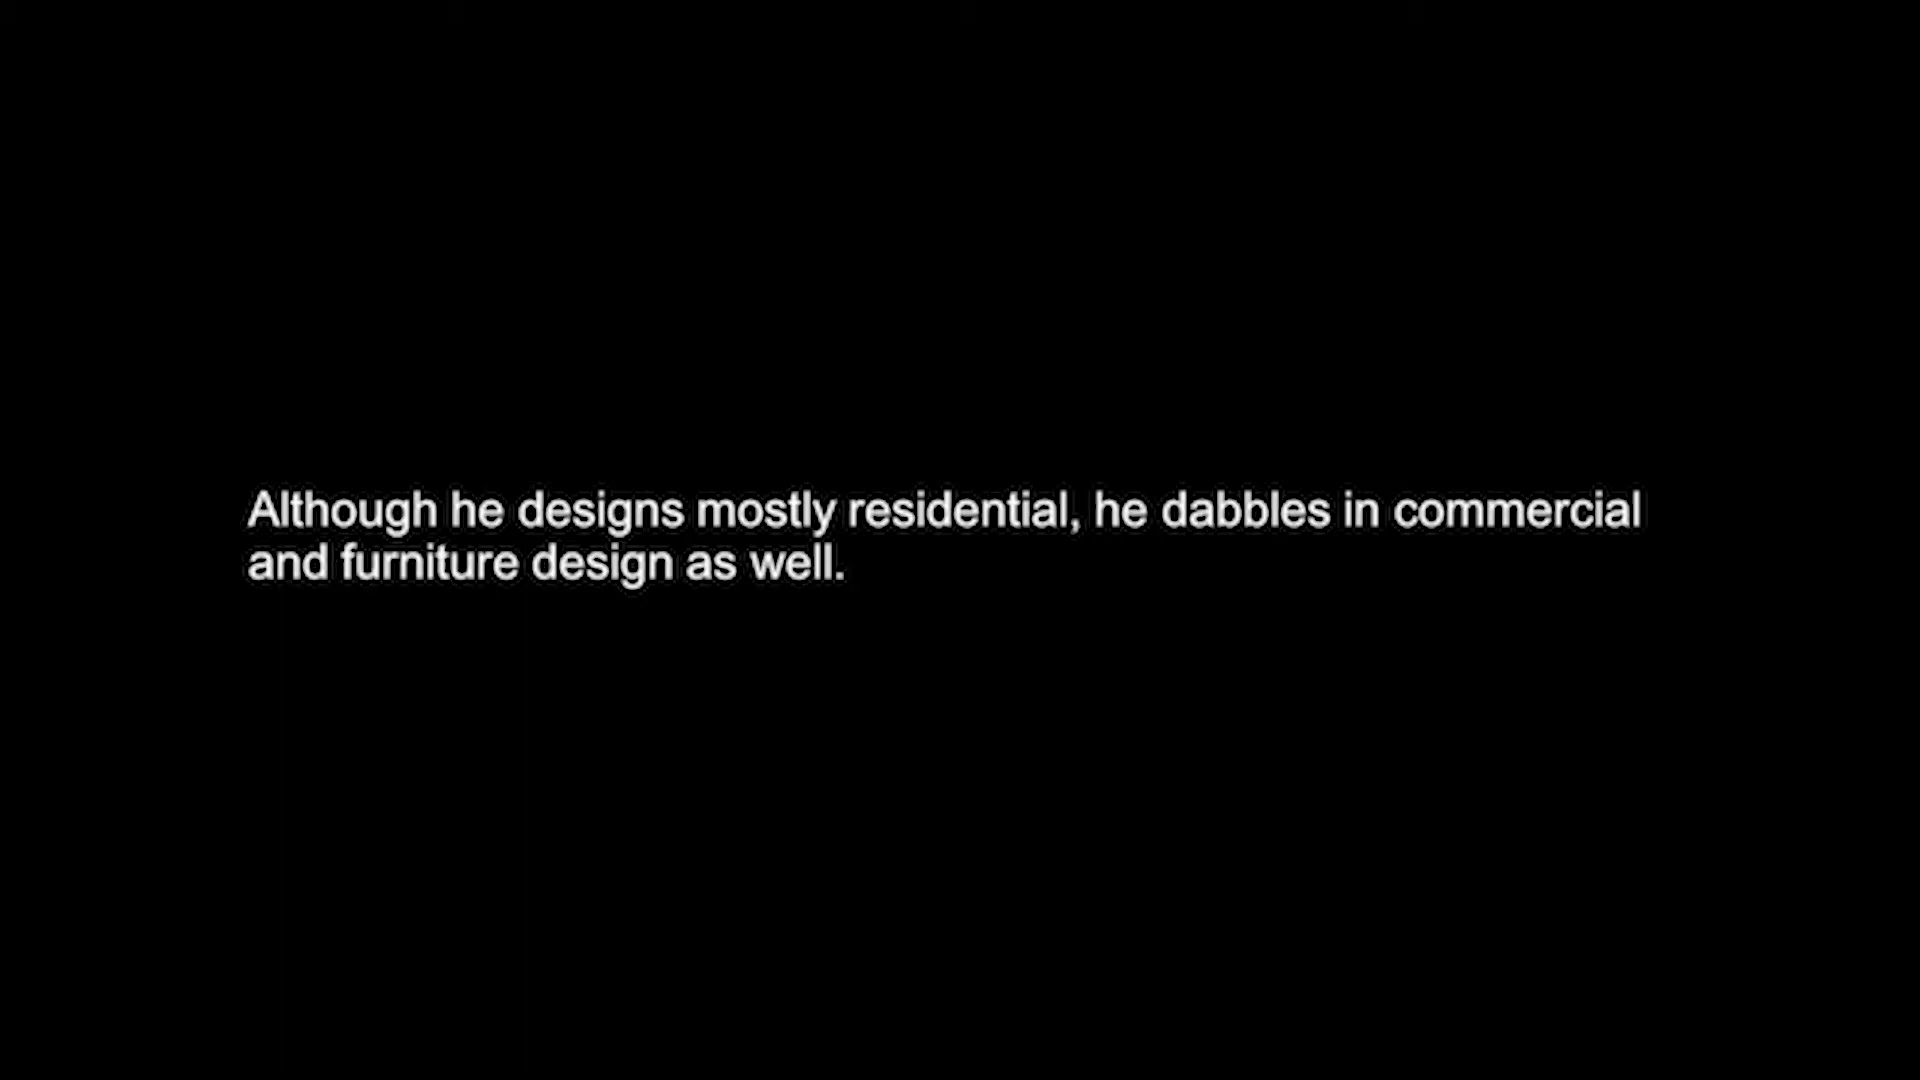 Although he designs mostly residential, he dabbles in commercial
and furniture design as well.